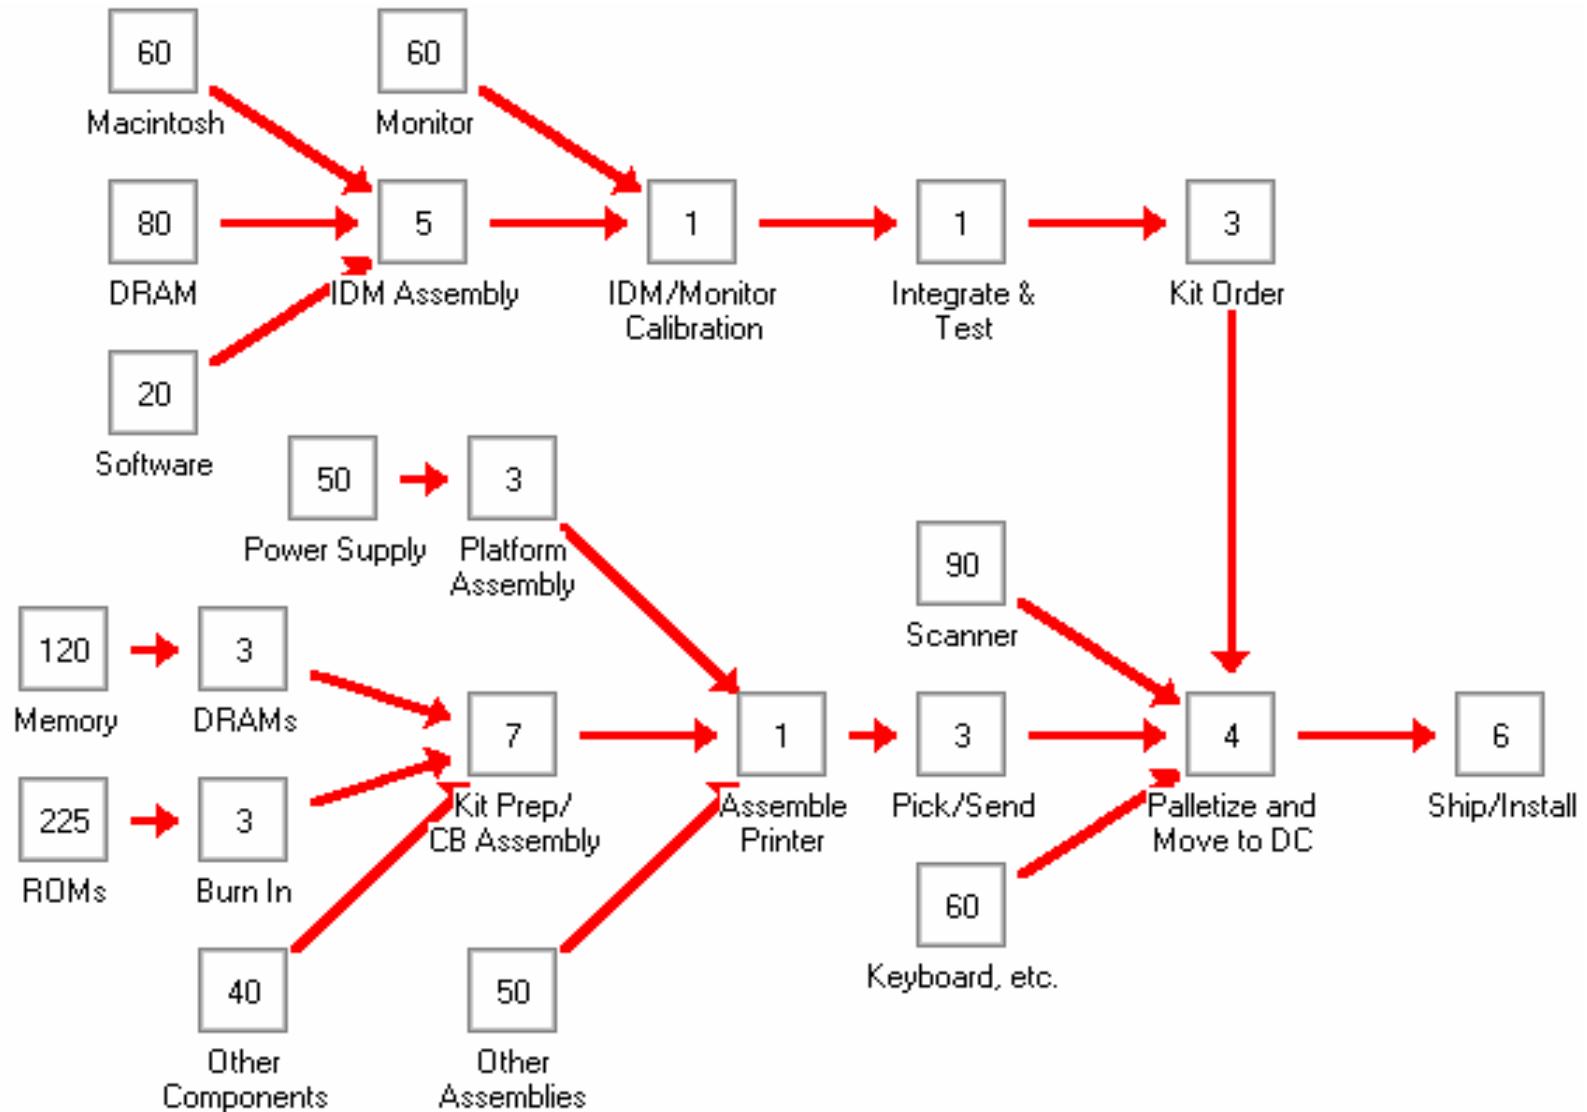 60
Macintosh
60
Monitor
80
DRAM
5
IDM Assembly
1
IDM/Monitor
Calibration
1
Integrate &
Test
3
Kit Order
20
Software
50
Power Supply
3
Platform
Assembly
90
Scanner
120
Memory
3
DRAMs
7
Kit Prep/
CB Assembly
1
Assemble
Printer
3
Pick/Send
4
Palletize and
Move to DC
6
Ship/Install
225
ROMs
3
Burn In
60
Keyboard, etc.
40
Other
Components
50
Other
Assemblies